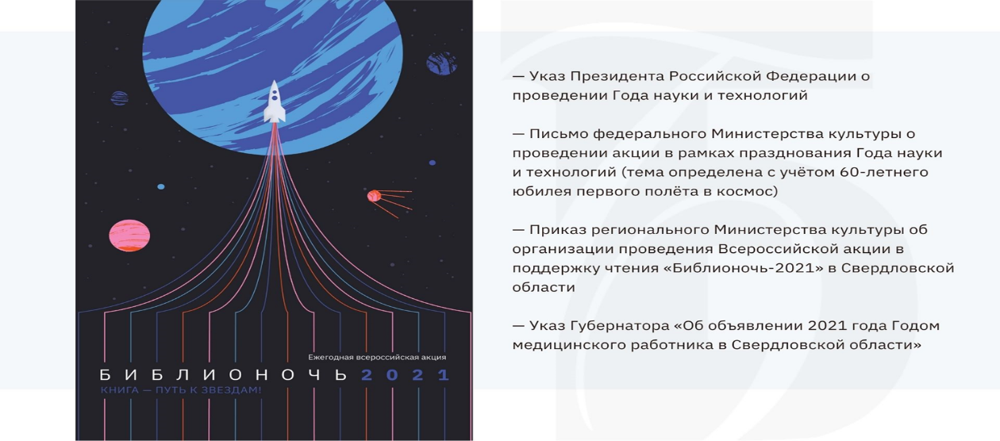 Ежегодная всероссийская акция
БИБЛИОНОЧЬ 2021
КНИГА — ПУТЬ К ЗВЕЗДАМ!
— Указ Президента Российской Федерации о
проведении Года науки и технологий
— Письмо федерального Министерства культуры о
проведении акции в рамках празднования Года науки
и технологий (тема определена с учётом 60-летнего
юбилея первого полёта в космос)
— Приказ регионального Министерства культуры об
организации проведения Всероссийской акции в
поддержку чтения «Библионочь-2021» в Свердловской
области
— Указ Губернатора «Об объявлении 2021 года Годом
медицинского работника в Свердловской области»